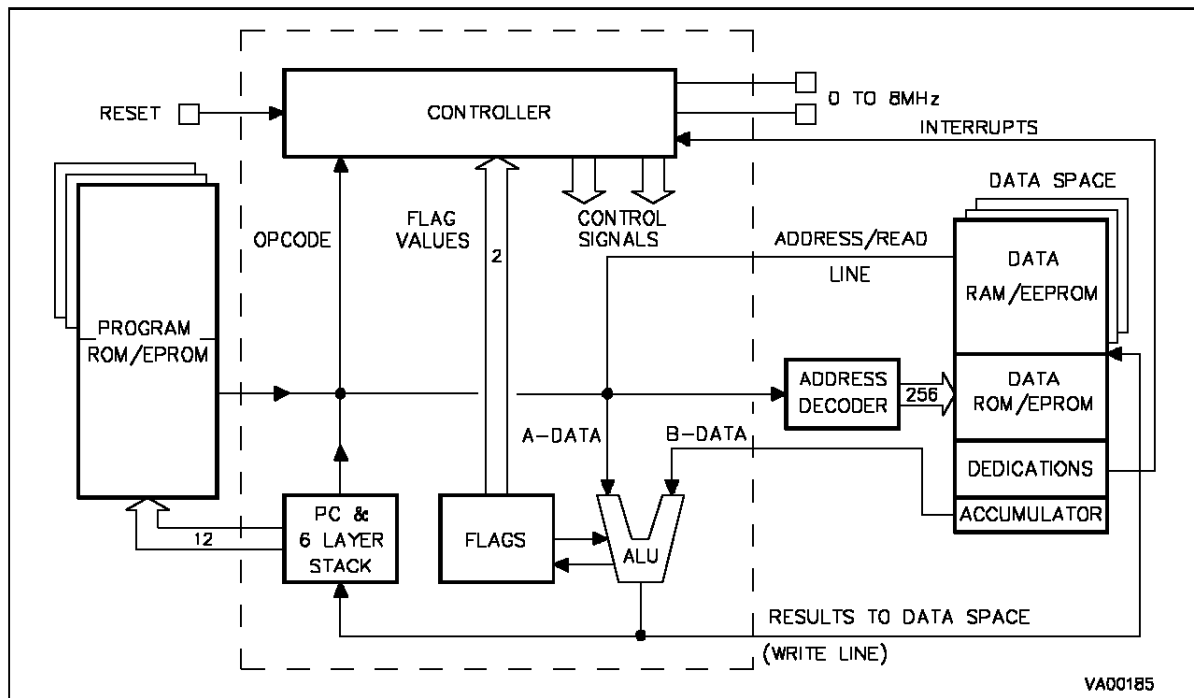 CONTROLLER
RESET
0 TO 8MHz
INTERRUPTS
OPCODE
FLAG
VALUES
2
CONTROL
SIGNALS
DATA SPACE
ADDRESS/READ
LINE
DATA
RAM/EEPROM
PROGRAM
ROM/EPROM
ADDRESS
DECODER
256
DATA
ROM/EPROM
A-DATA
B-DATA
DEDICATIONS
ACCUMULATOR
12
PC &
6 LAYER
STACK
FLAGS
ALU
RESULTS TO DATA SPACE
(WRITE LINE)
VA00185